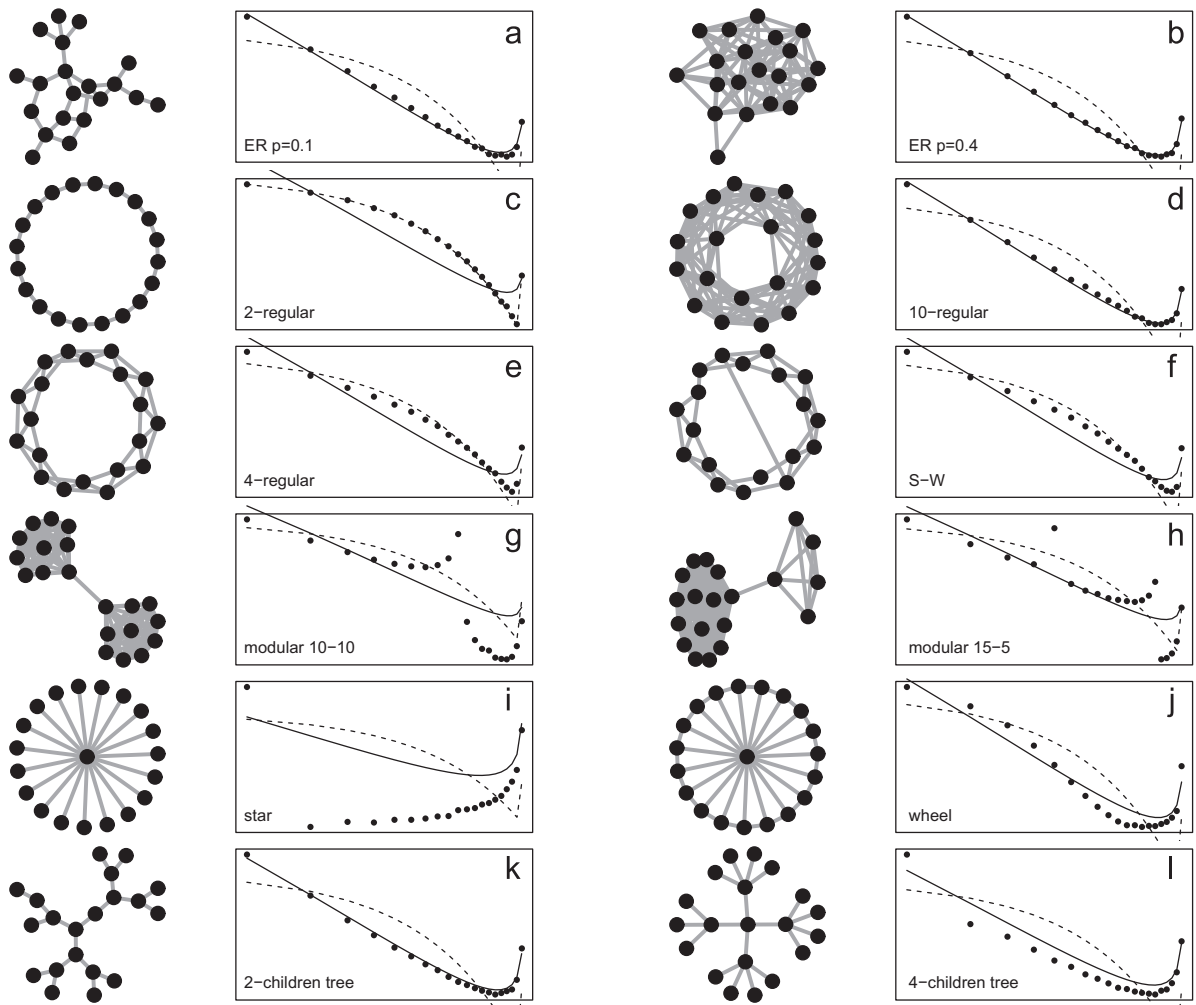 a
ER p=0.1
b
ER p=0.4
c
2−regular
d
10−regular
e
4−regular
f
S−W
g
modular 10−10
h
modular 15−5
i
star
j
wheel
k
2−children tree
l
4−children tree